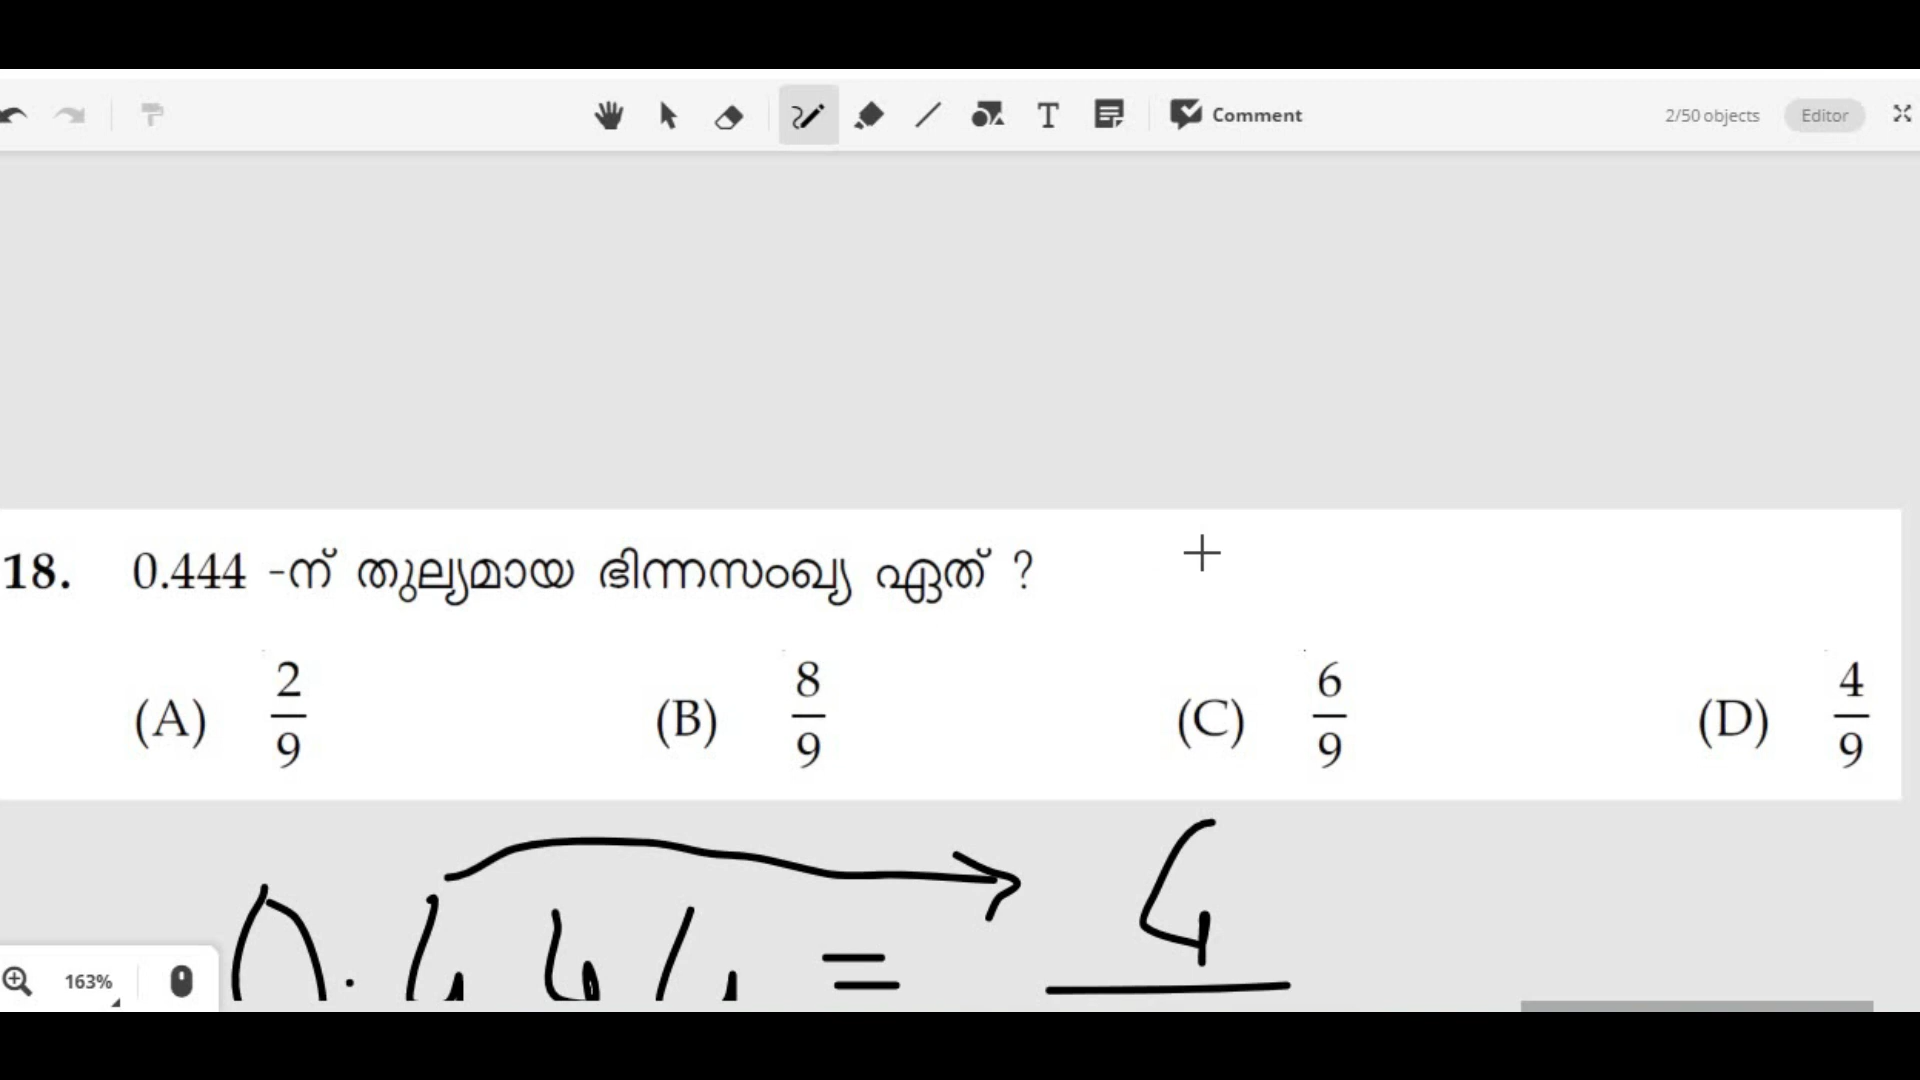 Comment 2/50 objects Editor
18. 0.444 -ന് തുല്യമായ ഭിന്നസംഖ്യ ഏത് ?
(A) 2/9 (B) 8/9 (C) 6/9 (D) 4/9
0.444 = 4
163%